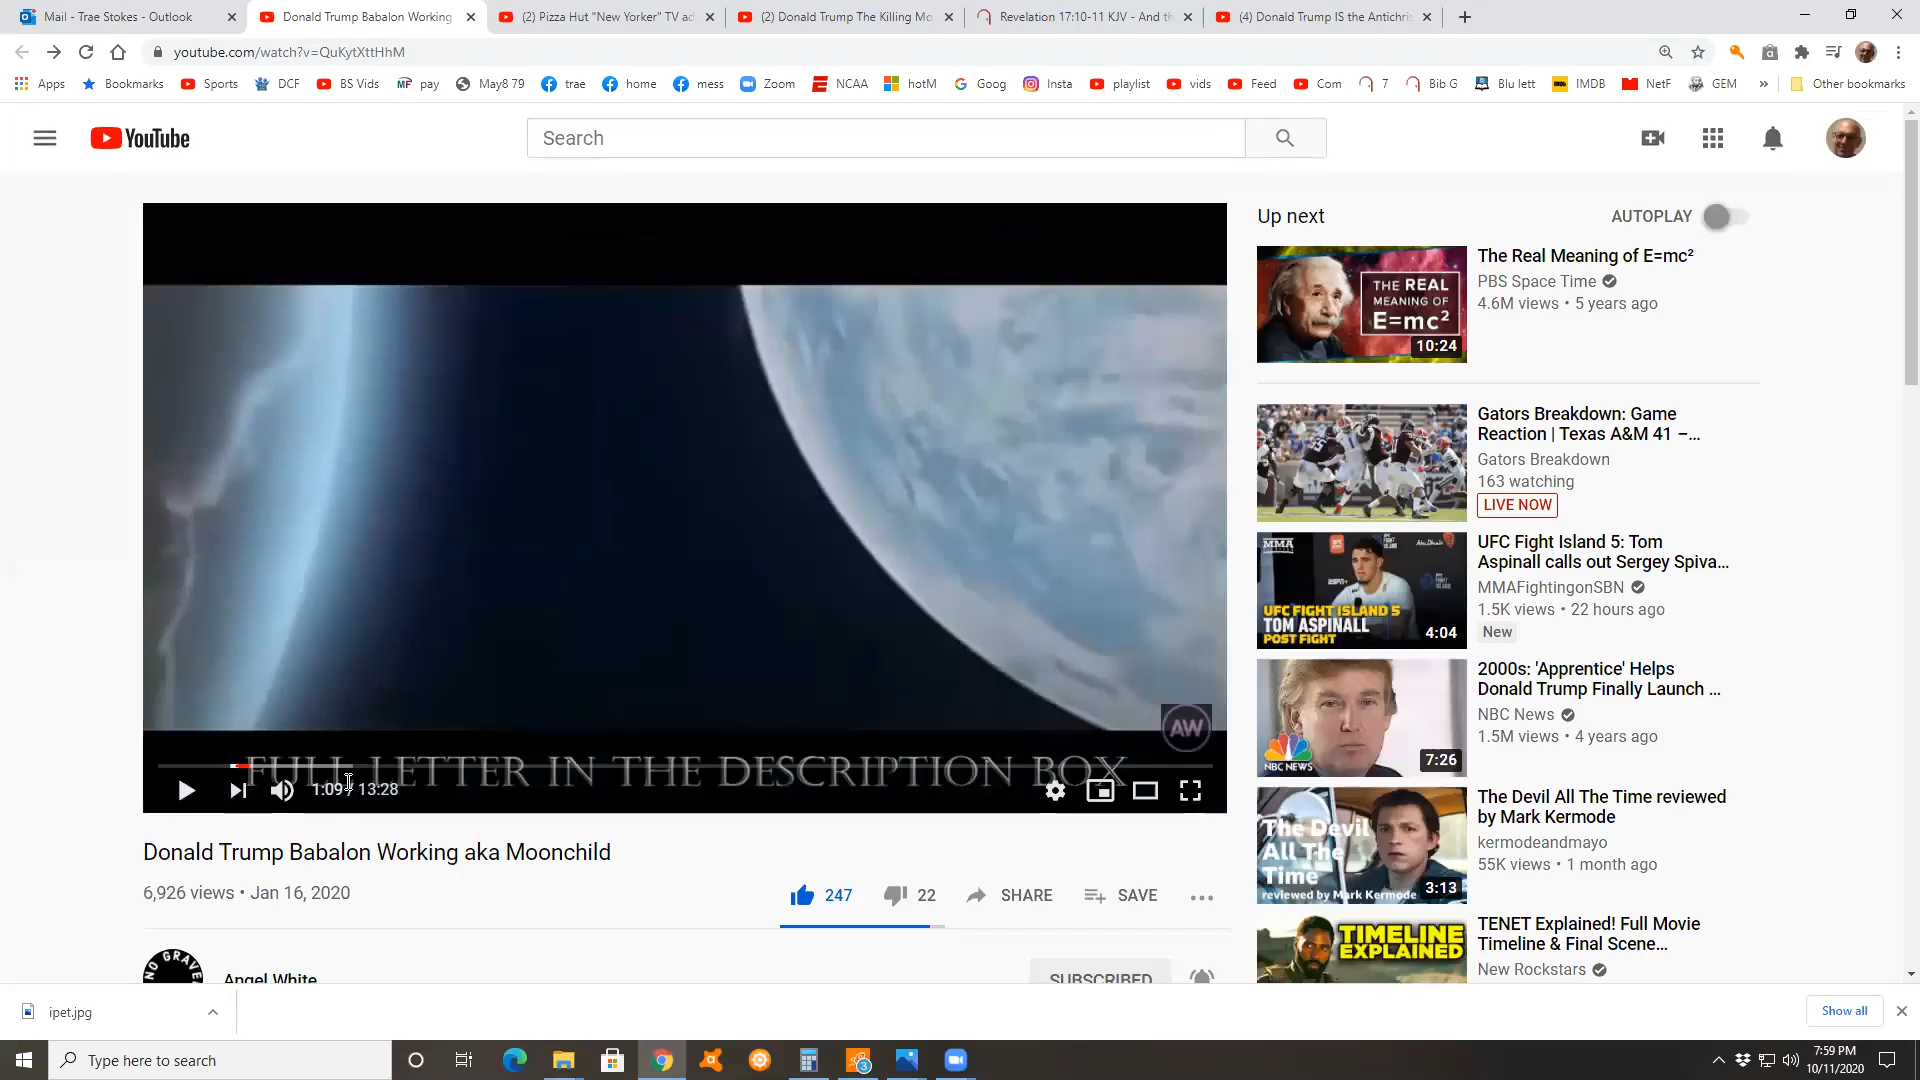 Mail - Trae Stokes - Outlook
Donald Trump Babalon Working
(2) Pizza Hut "New Yorker" TV ad
(2) Donald Trump The Killing Mo
Revelation 17:10-11 KJV - And th
(4) Donald Trump IS the Antichri
youtube.com/watch?v=QuKytXttHhM
Apps
Bookmarks
Sports
DCF
BS Vids
pay
May8 79
trae
home
mess
Zoom
NCAA
hotM
Goog
Insta
playlist
vids
Feed
Com
7
Bib G
Blu lett
IMDB
NetF
GEM
Other bookmarks
YouTube
Search
Up next
AUTOPLAY
THE REAL
MEANING OF
E=mc²
10:24
The Real Meaning of E=mc²
PBS Space Time
4.6M views • 5 years ago
Gators Breakdown: Game
Reaction | Texas A&M 41 –...
Gators Breakdown
163 watching
LIVE NOW
MMA
UFC FIGHT ISLAND 5
TOM ASPINALL
POST FIGHT
4:04
UFC Fight Island 5: Tom
Aspinall calls out Sergey Spiva...
MMAFightingonSBN
1.5K views • 22 hours ago
New
NBC NEWS
7:26
2000s: 'Apprentice' Helps
Donald Trump Finally Launch ...
NBC News
1.5M views • 4 years ago
The Devil
All The
Time
reviewed by Mark Kermode
3:13
The Devil All The Time reviewed
by Mark Kermode
kermodeandmayo
55K views • 1 month ago
TIMELINE
EXPLAINED
TENET Explained! Full Movie
Timeline & Final Scene...
New Rockstars
AW
FULL LETTER IN THE DESCRIPTION BOX
1:09 / 13:28
Donald Trump Babalon Working aka Moonchild
6,926 views • Jan 16, 2020
247
22
SHARE
SAVE
NO GRAVE
Angel White
SUBSCRIBED
ipet.jpg
Show all
Type here to search
3
7:59 PM
10/11/2020